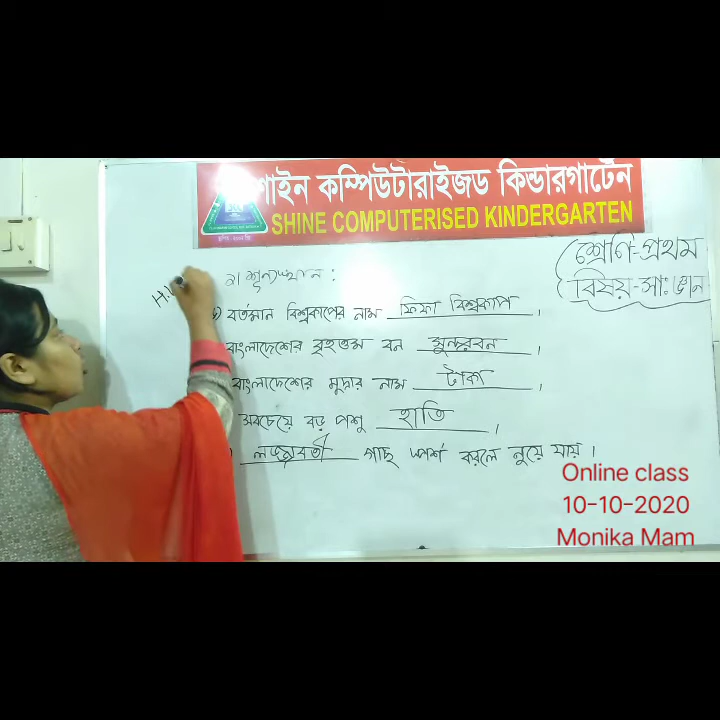 শাইন কম্পিউটারাইজড কিন্ডারগার্টেন
SHINE COMPUTERISED KINDERGARTEN
শ্রেণি-প্রথম
বিষয়-সা: জ্ঞান
২। শূন্যস্থান :
বর্তমান বিশ্বকাপের নাম ফিফা বিশ্বকাপ ।
বাংলাদেশের বৃহত্তম বন সুন্দরবন ।
বাংলাদেশের মুদ্রার নাম টাকা ।
সবচেয়ে বড় পশু হাতি ।
লজ্জাবতী গাছ স্পর্শ করলে নুয়ে যায় ।
Online class
10-10-2020
Monika Mam